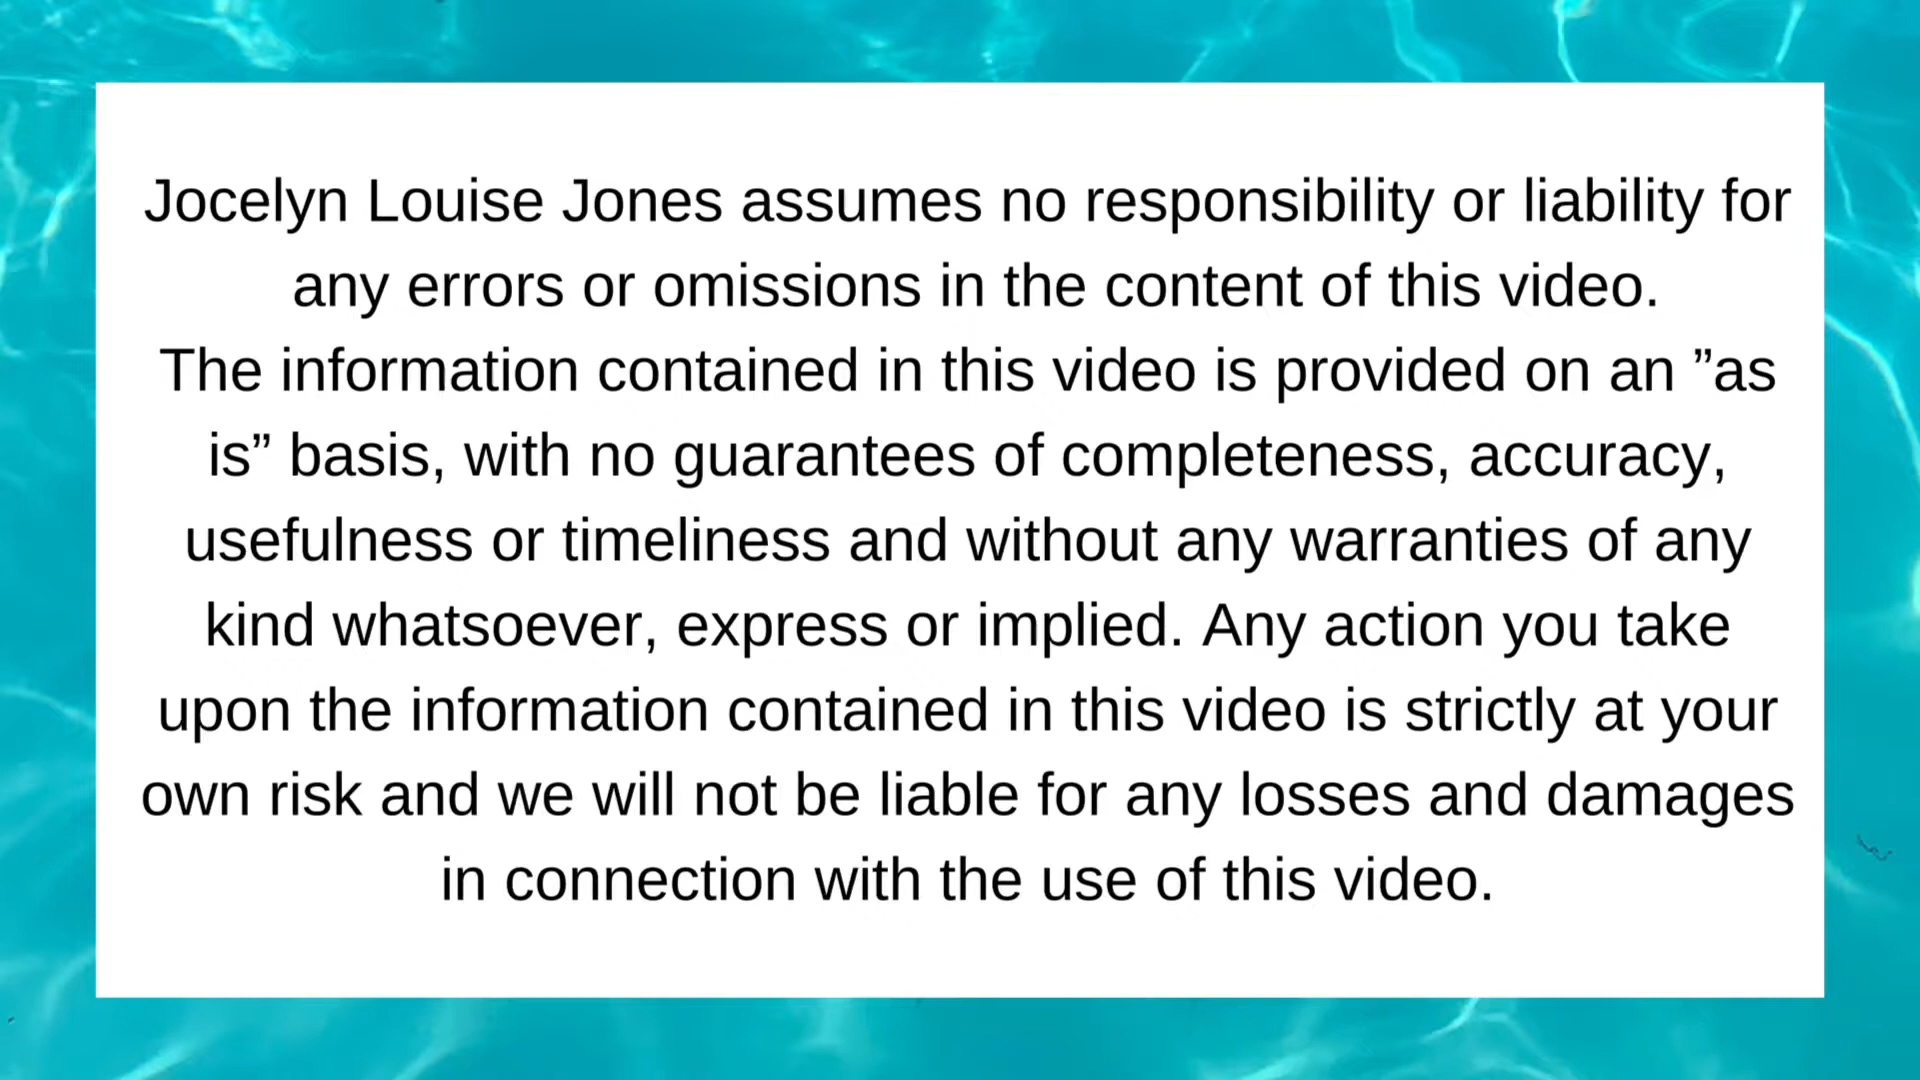 Jocelyn Louise Jones assumes no responsibility or liability for
any errors or omissions in the content of this video.
The information contained in this video is provided on an ”as
is” basis, with no guarantees of completeness, accuracy,
usefulness or timeliness and without any warranties of any
kind whatsoever, express or implied. Any action you take
upon the information contained in this video is strictly at your
own risk and we will not be liable for any losses and damages
in connection with the use of this video.